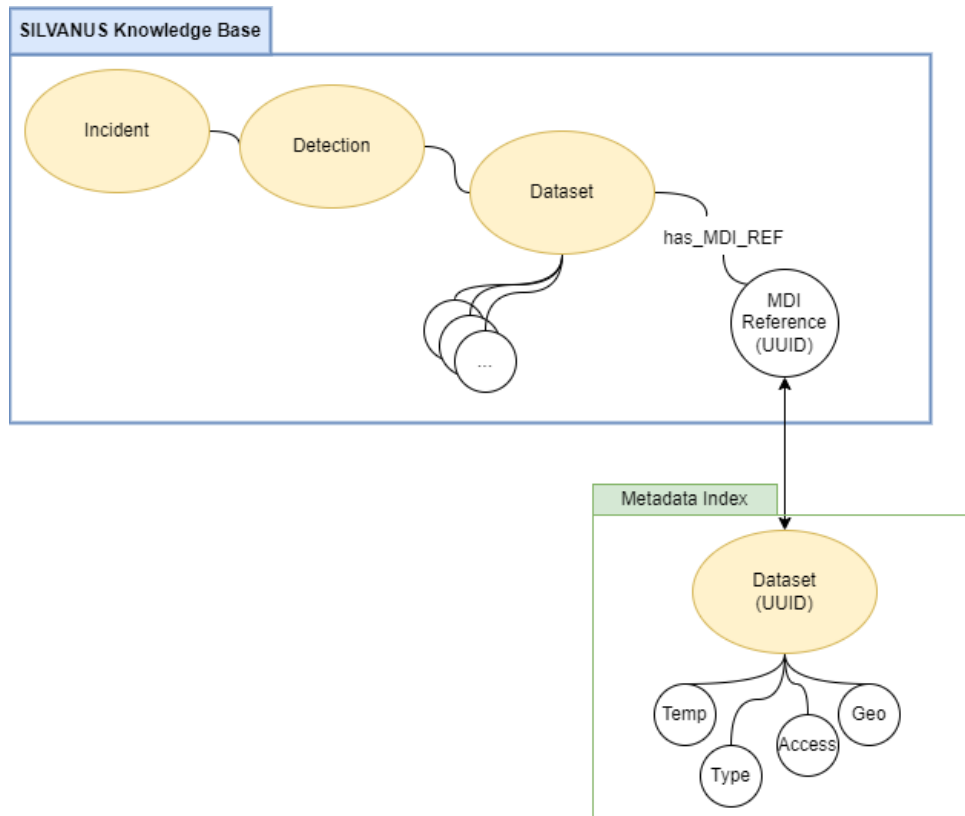 SILVANUS Knowledge Base
Incident
Detection
Dataset
has_MDI_REF
MDI
Reference
(UUID)
...
Metadata Index
Dataset
(UUID)
Temp
Geo
Access
Type